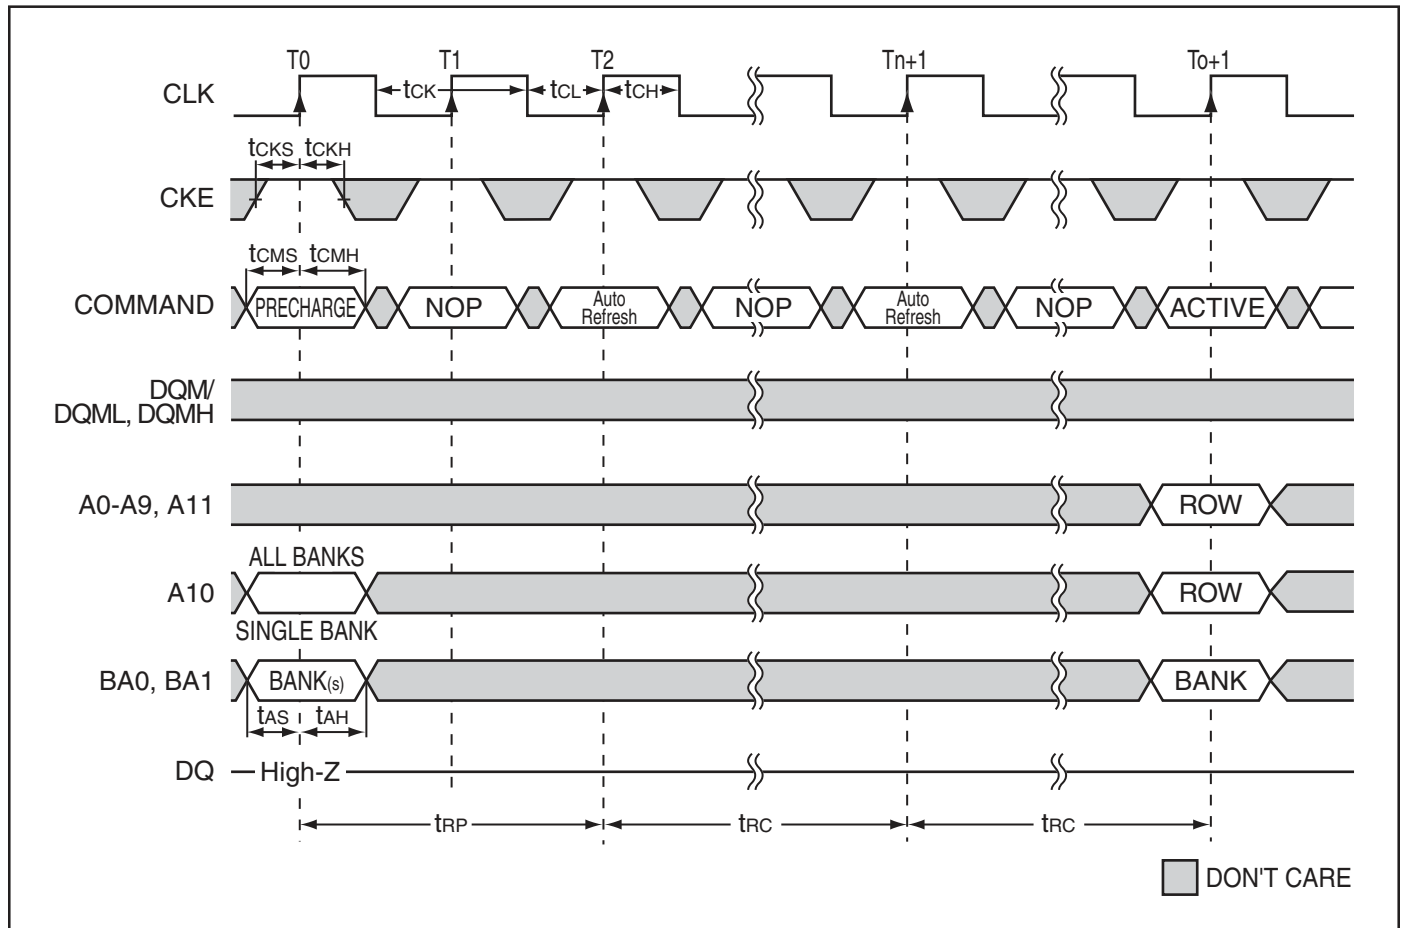 T0 T1 T2 Tn+1 To+1
CLK tCK tCL tCH
tCKS tCKH
CKE
tCMS tCMH
COMMAND PRECHARGE NOP Auto Refresh NOP Auto Refresh NOP ACTIVE
DQM/
DQML, DQMH
A0-A9, A11 ROW
ALL BANKS
A10 ROW
SINGLE BANK
BA0, BA1 BANK(s) BANK
tAS tAH
DQ High-Z
tRP tRC tRC
DON'T CARE